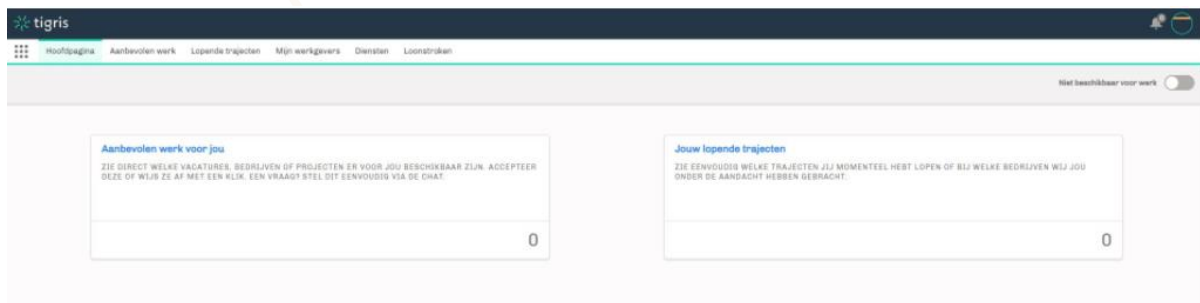 tigris
Hoofdpagina Aanbevolen werk Lopende trajecten Mijn werkgevers Diensten Loonstroken
Niet beschikbaar voor werk
Aanbevolen werk voor jou
ZIE DIRECT WELKE VACATURES, BEDRIJVEN OF PROJECTEN ER VOOR JOU BESCHIKBAAR ZIJN. ACCEPTEER
DEZE OF WIJS ZE AF MET EEN KLIK. EEN VRAAG? STEL DIT EENVOUDIG VIA DE CHAT.
0
Jouw lopende trajecten
ZIE EENVOUDIG WELKE TRAJECTEN JIJ MOMENTEEL HEBT LOPEN OF BIJ WELKE BEDRIJVEN WIJ JOU
ONDER DE AANDACHT HEBBEN GEBRACHT.
0